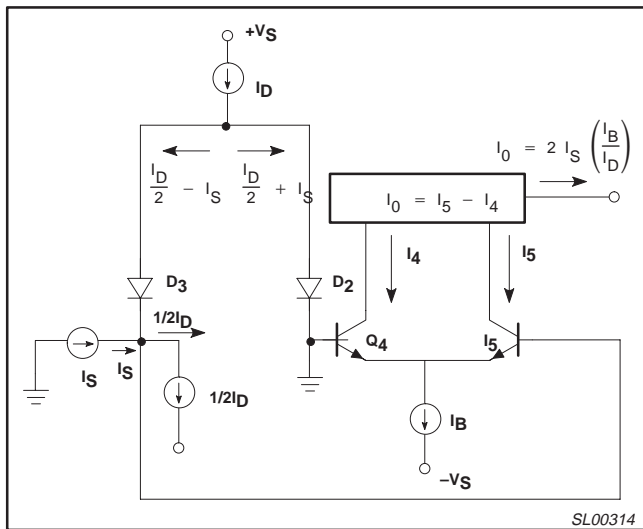 +VS
ID
I0 = 2 IS (IB/ID)
ID/2 − IS
ID/2 + IS
I0 = I5 − I4
I4
I5
D3
D2
1/2ID
Q4
I5
IS
IS
1/2ID
IB
−VS
SL00314